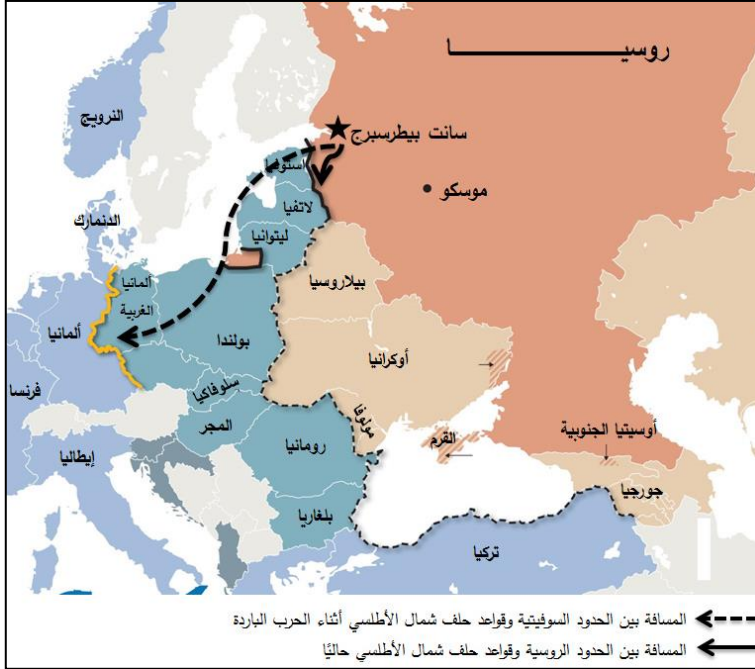 روسيـــــــــــا
النرويج
سانت بيطرسبرج
استونيا
موسكو
لاتفيا
الدنمارك
ليتوانيا
بيلاروسيا
ألمانيا
الغربية
ألمانيا
بولندا
أوكرانيا
فرنسا
سلوفاكيا
المجر
رومانيا
القرم
أوسيتيا الجنوبية
إيطاليا
جورجيا
بلغاريا
تركيا
المسافة بين الحدود السوفيتية وقواعد حلف شمال الأطلسي أثناء الحرب الباردة
المسافة بين الحدود الروسية وقواعد حلف شمال الأطلسي حاليًا